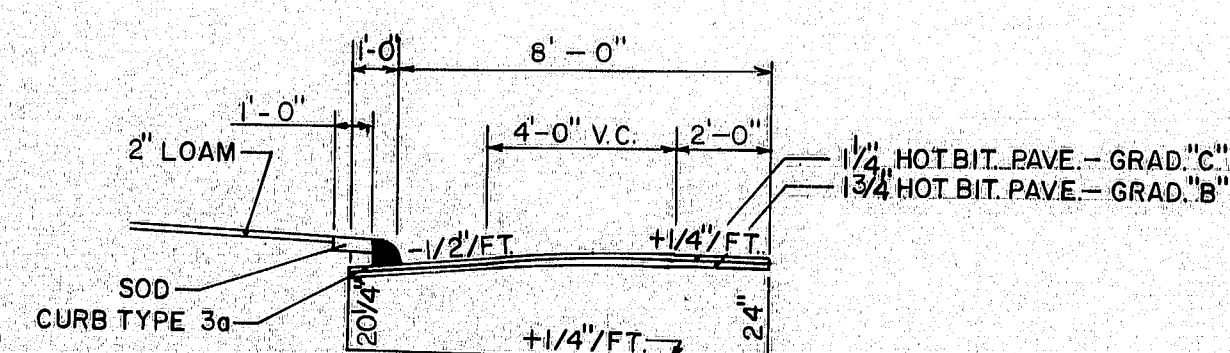 1'-0"
8'-0"
1'-0"
4'-0" V.C.
2'-0"
2" LOAM
1 1/4" HOT BIT. PAVE.- GRAD."C"
1 3/4" HOT BIT. PAVE.- GRAD."B"
-1/2"/FT.
+1/4"/FT.
SOD
CURB TYPE 3a
20 1/4"
24"
+1/4"/FT.